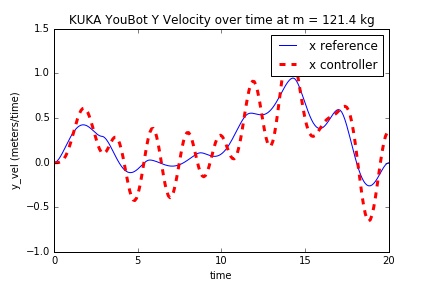 KUKA YouBot Y Velocity over time at m = 121.4 kg
1.5
x reference
x controller
1.0
0.5
0.0
−0.5
−1.0
y_vel (meters/time)
0 5 10 15 20
time